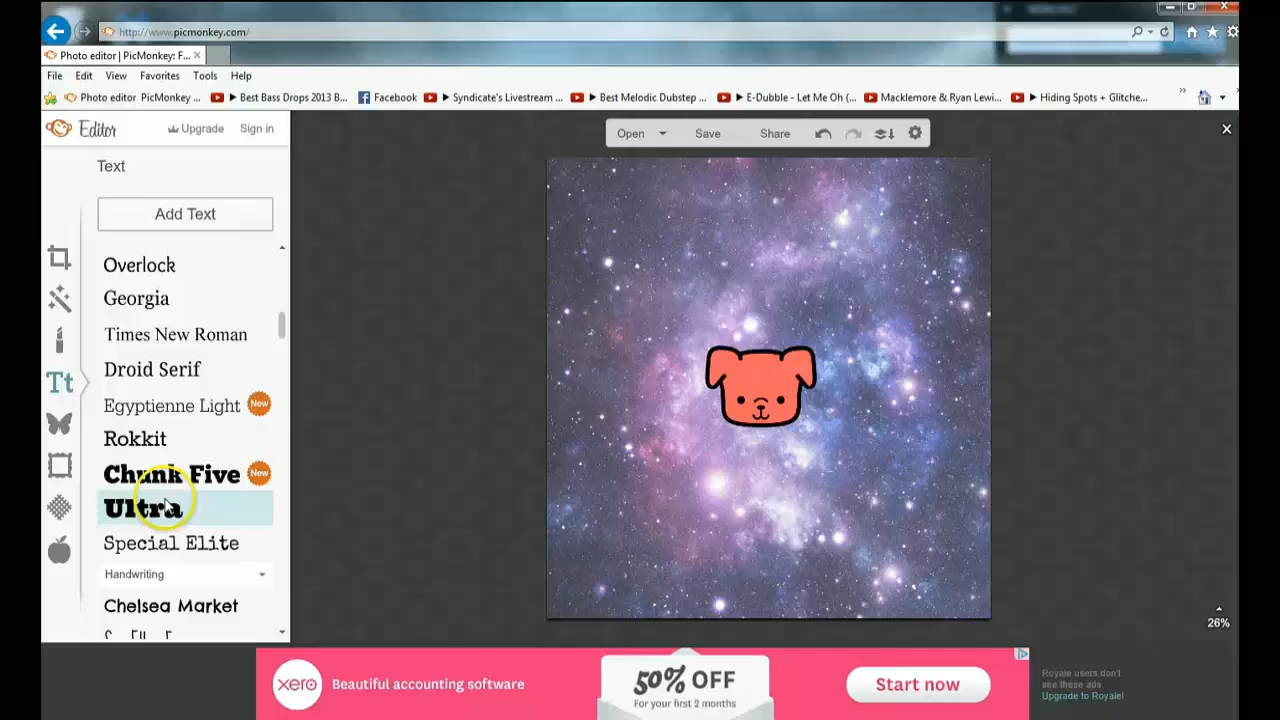 http://www.picmonkey.com/
Photo editor | PicMonkey: F...
File Edit View Favorites Tools Help
Photo editor PicMonkey ... ▶ Best Bass Drops 2013 B... Facebook ▶ Syndicate's Livestream ... ▶ Best Melodic Dubstep ... ▶ E-Dubble - Let Me Oh (... Macklemore & Ryan Lewi... ▶ Hiding Spots + Glitche...
Editor Upgrade Sign in
Open Save Share
Text
Add Text
Overlock
Georgia
Times New Roman
Droid Serif
Egyptienne Light New
Rokkit
Chunk Five New
Ultra
Special Elite
Handwriting
Chelsea Market
26%
xero Beautiful accounting software
50% OFF
For your first 2 months
Start now
Royale users don't
see these ads.
Upgrade to Royale!